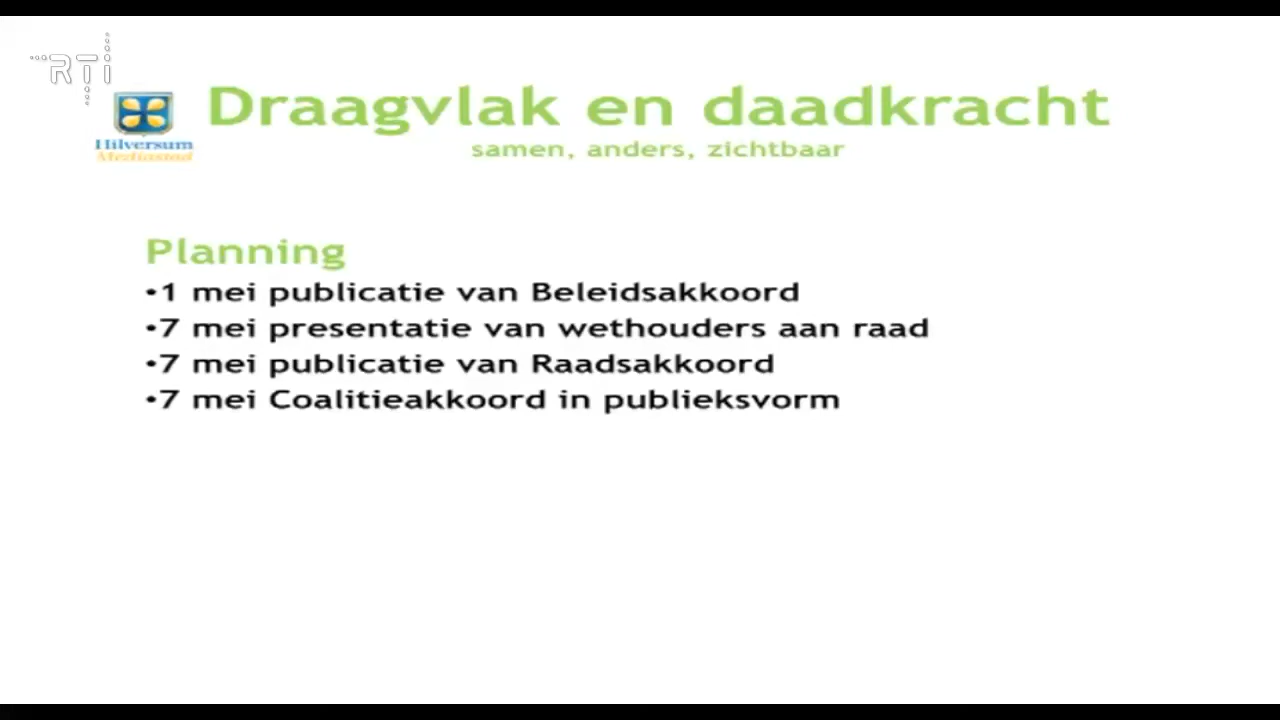 RTi
Draagvlak en daadkracht
samen, anders, zichtbaar
Hilversum
Mediastad
Planning
•1 mei publicatie van Beleidsakkoord
•7 mei presentatie van wethouders aan raad
•7 mei publicatie van Raadsakkoord
•7 mei Coalitieakkoord in publieksvorm